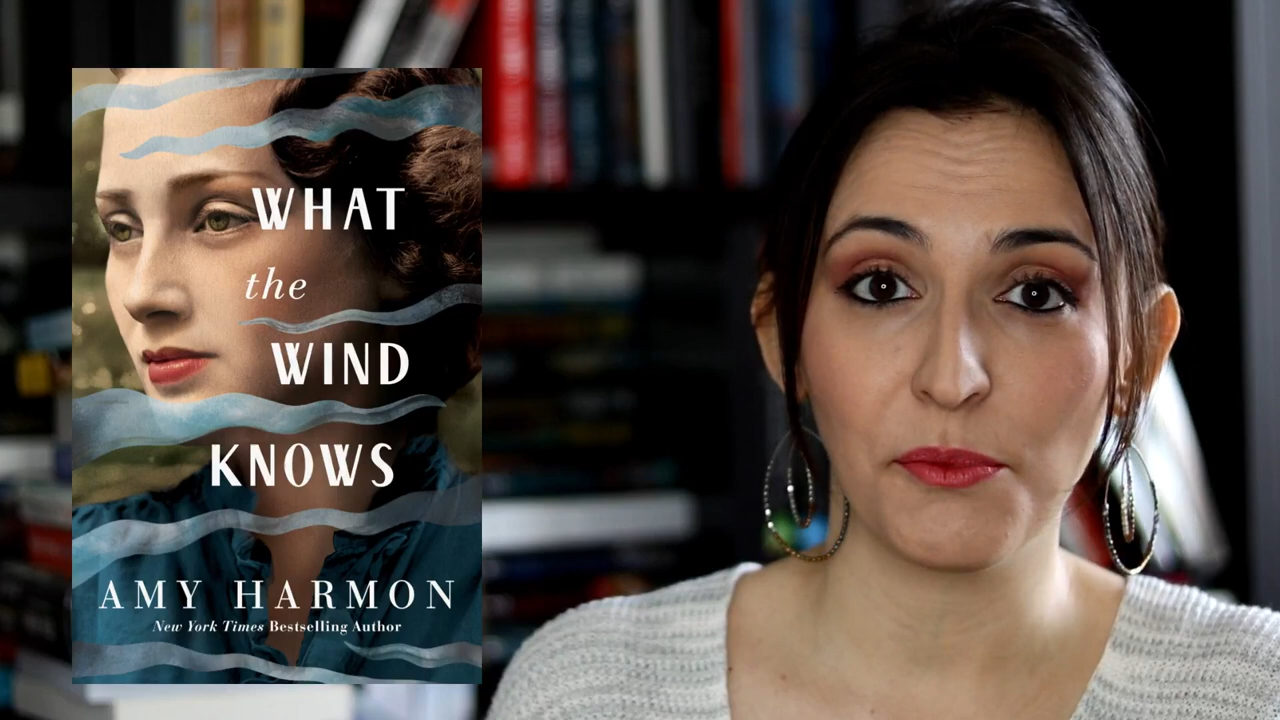 WHAT
the
WIND
KNOWS
AMY HARMON
New York Times Bestselling Author